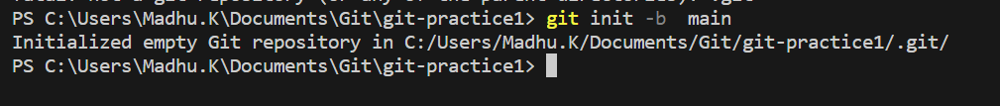 PS C:\Users\Madhu.K\Documents\Git\git-practice1> git init -b  main
Initialized empty Git repository in C:/Users/Madhu.K/Documents/Git/git-practice1/.git/
PS C:\Users\Madhu.K\Documents\Git\git-practice1>